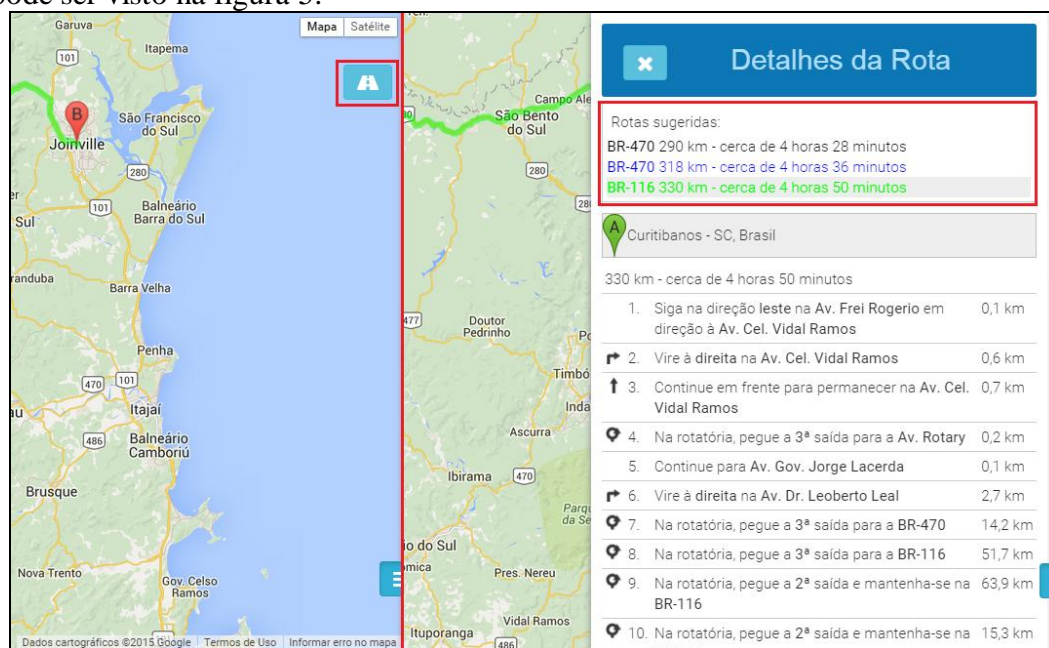 pode ser visto na figura 3.
Garuva
Mapa Satélite
Itapema
101
B
Joinville
São Francisco
do Sul
280
101
Balneário
Barra do Sul
Sul
Barra Velha
Penha
470
101
Itajaí
486
Balneário
Camboriú
Brusque
Nova Trento
Gov. Celso
Ramos
Dados cartográficos ©2015 Google Termos de Uso Informar erro no mapa
Campo Ale
São Bento
do Sul
280
477
Doutor
Pedrinho
Timbó
Inda
Ascurra
Ibirama
470
io do Sul
Pres. Nereu
Vidal Ramos
Ituporanga
486
Detalhes da Rota
Rotas sugeridas:
BR-470 290 km - cerca de 4 horas 28 minutos
BR-470 318 km - cerca de 4 horas 36 minutos
BR-116 330 km - cerca de 4 horas 50 minutos
A
Curitibanos - SC, Brasil
330 km - cerca de 4 horas 50 minutos
1. Siga na direção leste na Av. Frei Rogerio em 0,1 km
direção à Av. Cel. Vidal Ramos
2. Vire à direita na Av. Cel. Vidal Ramos 0,6 km
3. Continue em frente para permanecer na Av. Cel. 0,7 km
Vidal Ramos
4. Na rotatória, pegue a 3ª saída para a Av. Rotary 0,2 km
5. Continue para Av. Gov. Jorge Lacerda 0,1 km
6. Vire à direita na Av. Dr. Leoberto Leal 2,7 km
7. Na rotatória, pegue a 3ª saída para a BR-470 14,2 km
8. Na rotatória, pegue a 3ª saída para a BR-116 51,7 km
9. Na rotatória, pegue a 2ª saída e mantenha-se na 63,9 km
BR-116
10. Na rotatória, pegue a 2ª saída e mantenha-se na 15,3 km